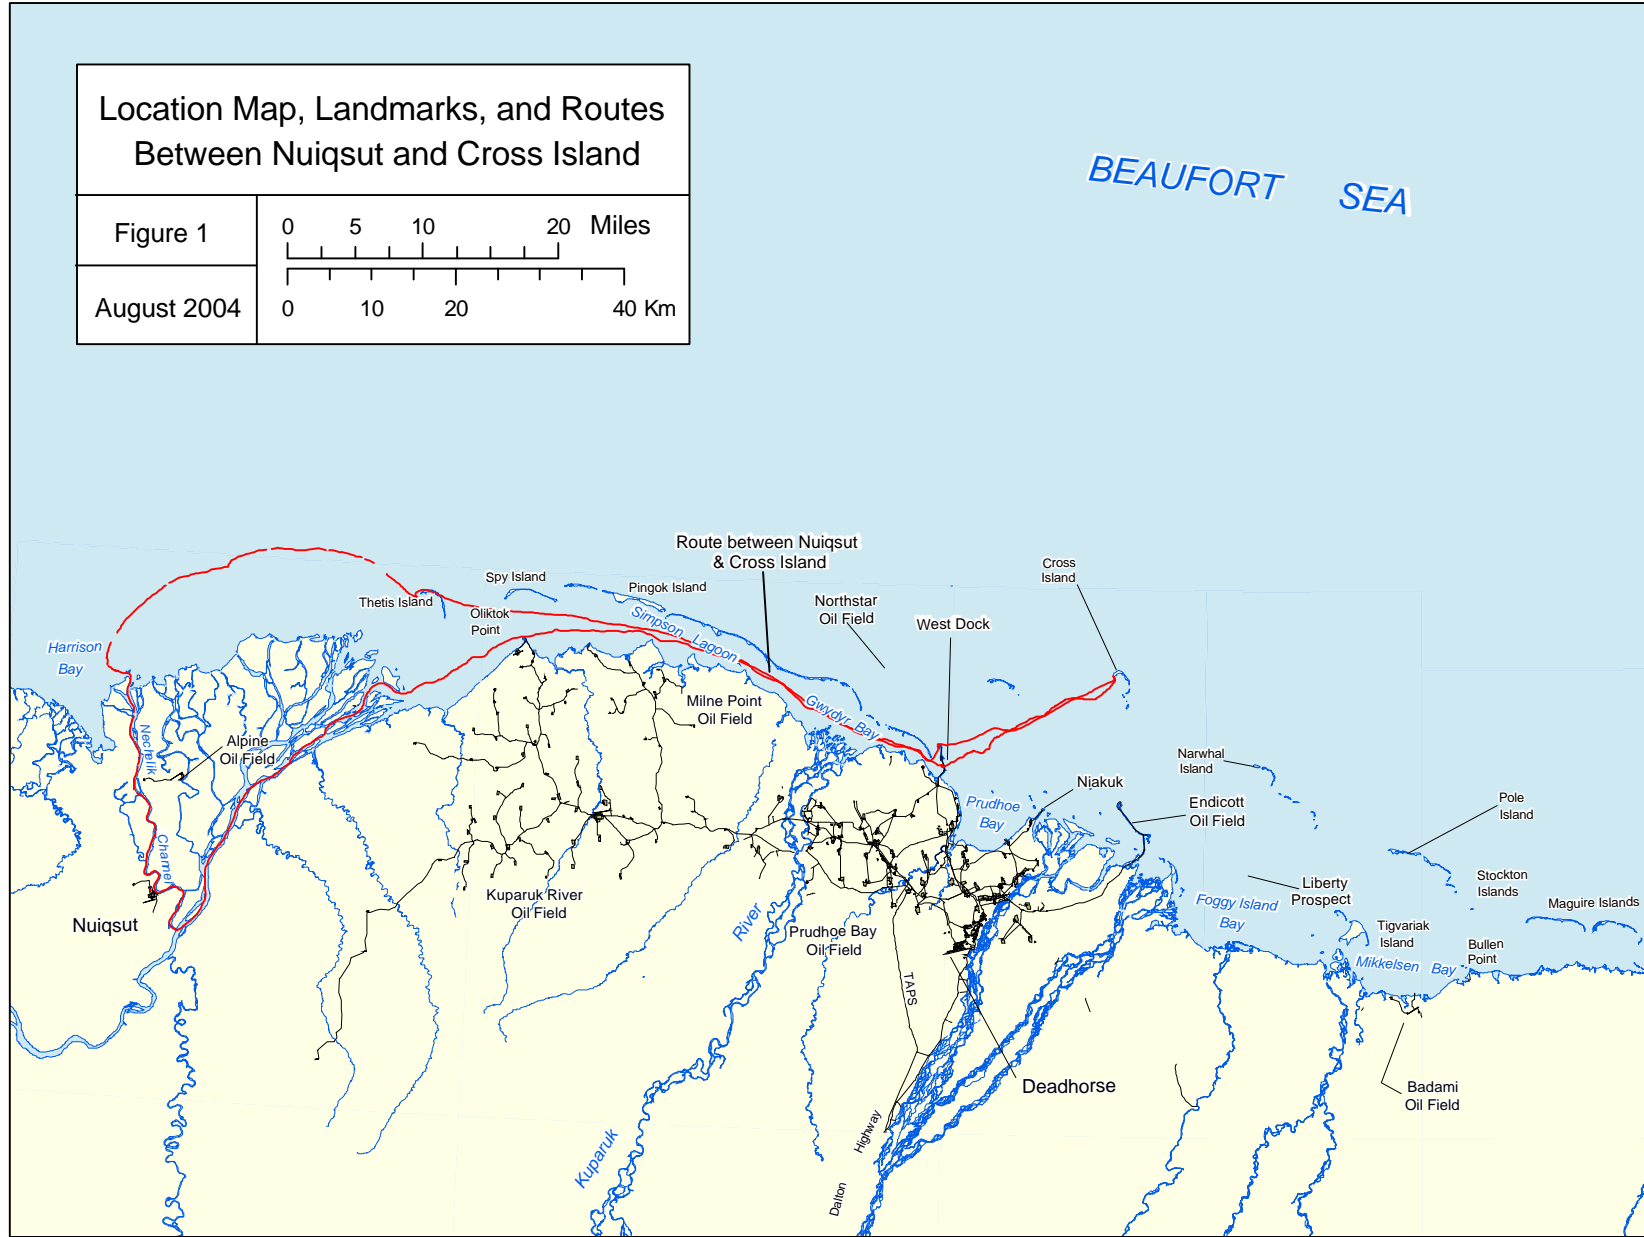 Location Map, Landmarks, and Routes
Between Nuiqsut and Cross Island
Figure 1
August 2004
0 5 10 20 Miles
0 10 20 40 Km
BEAUFORT SEA
Route between Nuiqsut
& Cross Island
Cross
Island
Spy Island
Pingok Island
Thetis Island
Oliktok
Point
Simpson Lagoon
Northstar
Oil Field
West Dock
Harrison
Bay
Milne Point
Oil Field
Gwydyr Bay
Nechelik
Channel
Alpine
Oil Field
Narwhal
Island
Niakuk
Prudhoe
Bay
Endicott
Oil Field
Pole
Island
Kuparuk River
Oil Field
Liberty
Prospect
Stockton
Islands
Maguire Islands
Foggy Island
Bay
Nuiqsut
River
Prudhoe Bay
Oil Field
Tigvariak
Island
Bullen
Point
Mikkelsen Bay
TAPS
Deadhorse
Badami
Oil Field
Kuparuk
Highway
Dalton